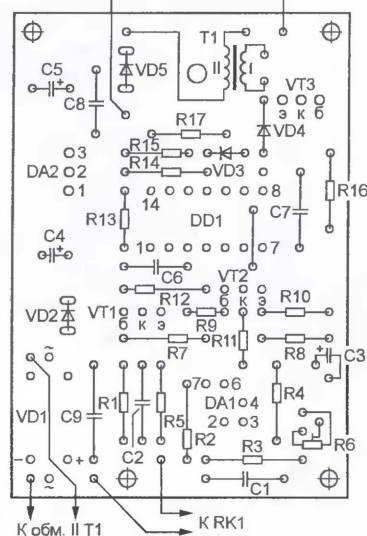 T1
C5 +
II
I
VD5
VT3
C8
э к б
R17
VD4
DA2
3
2
1
R15
R14
VD3
14
8
R16
R13
DD1
C7
C4
+
1
7
C6
VT2
R12
б к э
VD2
VT1
б к э
R9
R10
R11
R7
R8
+ C3
~
7
6
R4
VD1
C9
R1
DA1
4
R5
2
3
R2
R6
C2
R3
−
+
~
C1
К RK1
К обм. II T1